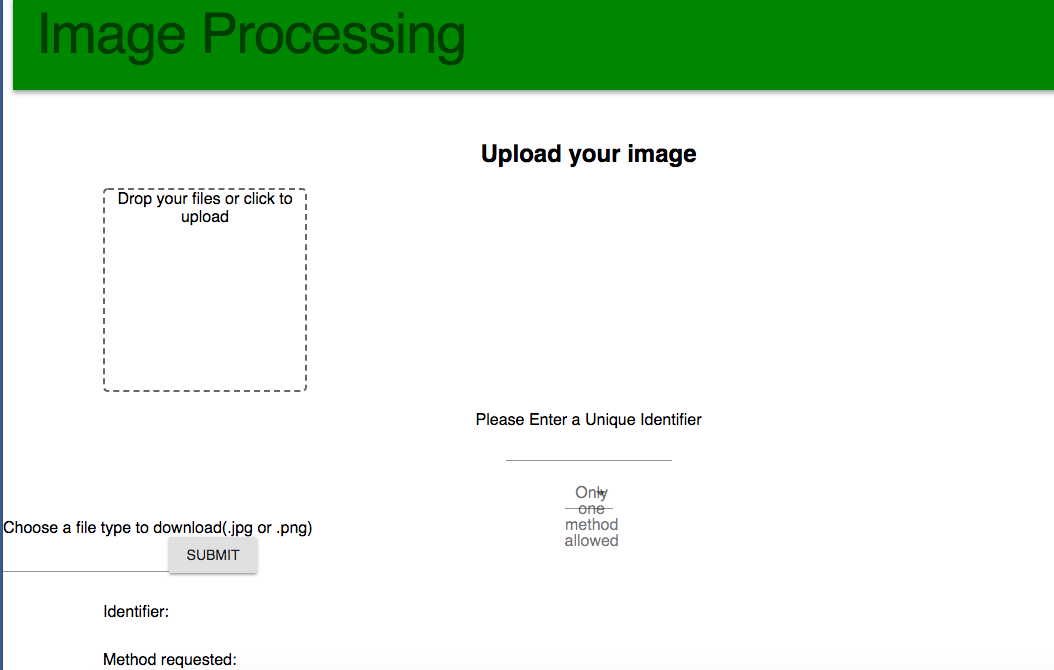 Image Processing
Upload your image
Drop your files or click to
upload
Please Enter a Unique Identifier
Only
one
method
allowed
Choose a file type to download(.jpg or .png)
SUBMIT
Identifier:
Method requested: